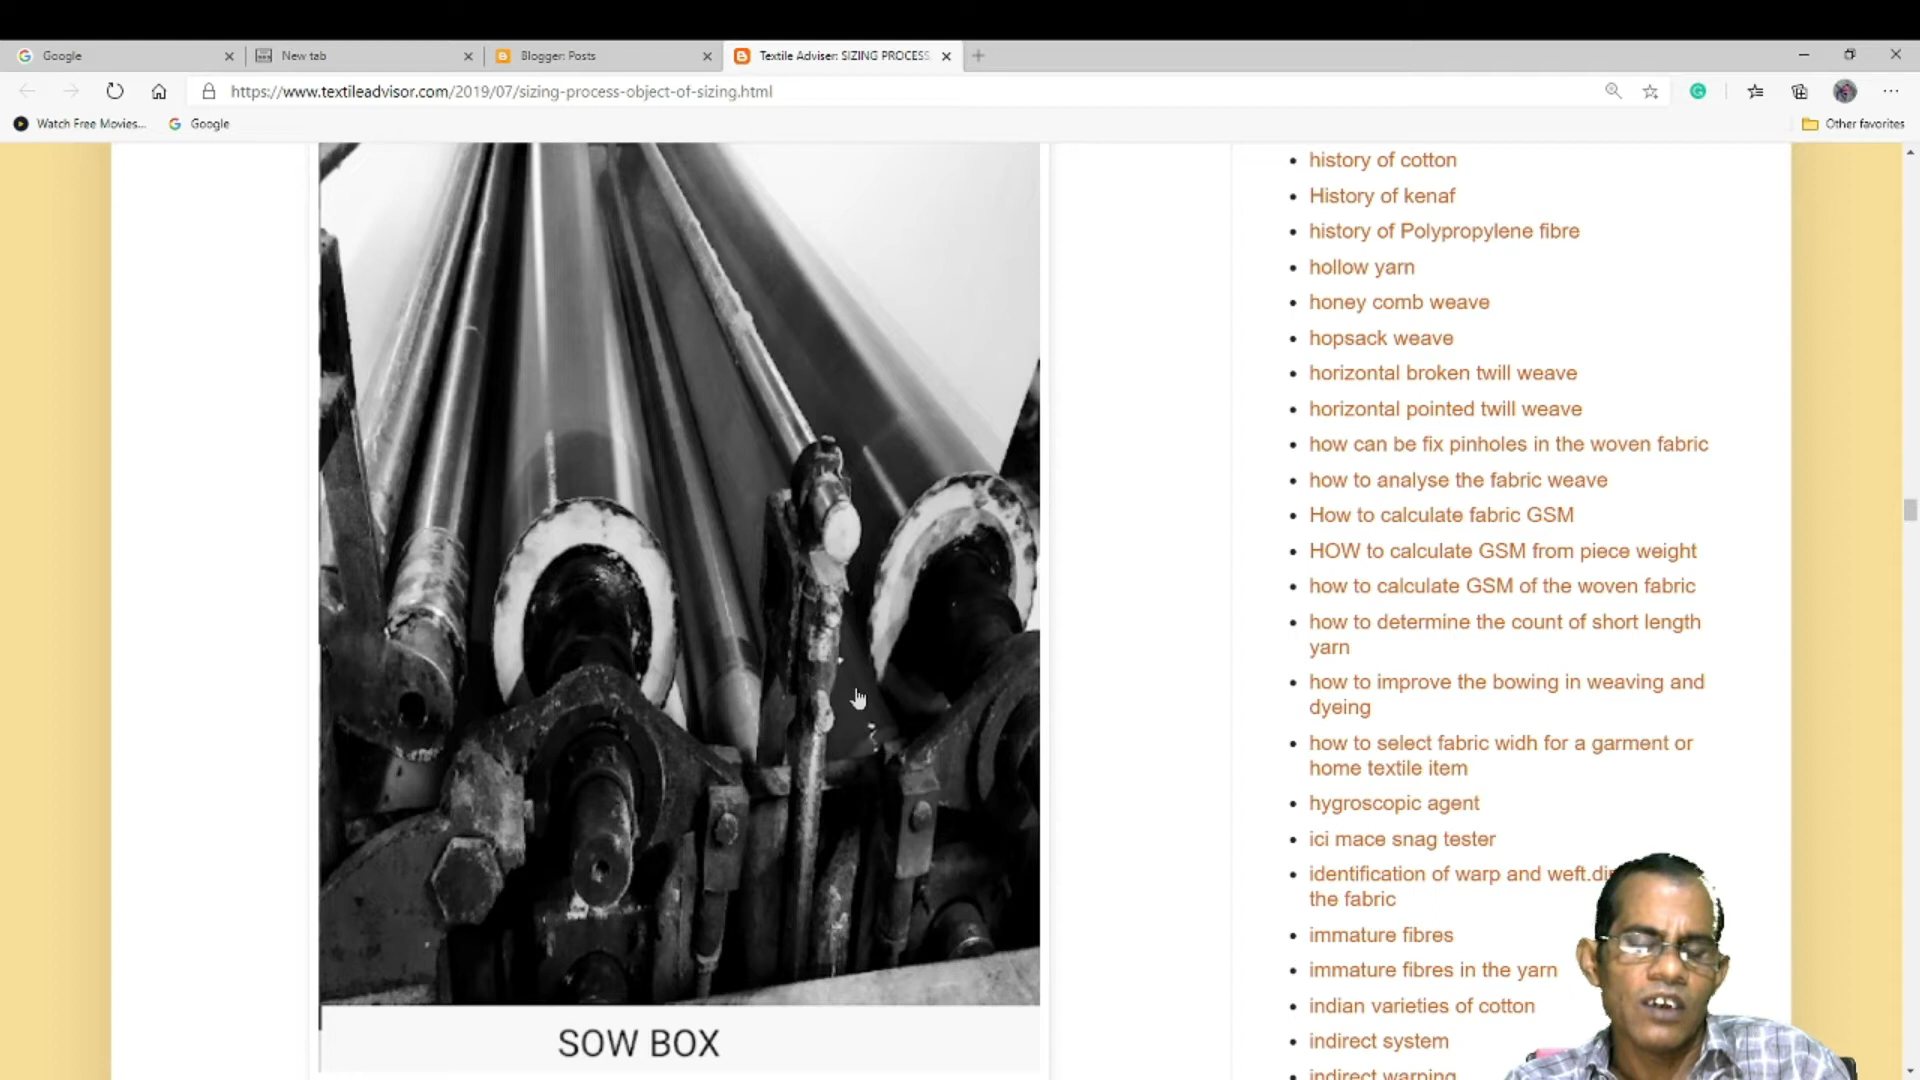 Google
New tab
Blogger: Posts
Textile Adviser: SIZING PROCESS,
https://www.textileadvisor.com/2019/07/sizing-process-object-of-sizing.html
Watch Free Movies...
Google
Other favorites
history of cotton
History of kenaf
history of Polypropylene fibre
hollow yarn
honey comb weave
hopsack weave
horizontal broken twill weave
horizontal pointed twill weave
how can be fix pinholes in the woven fabric
how to analyse the fabric weave
How to calculate fabric GSM
HOW to calculate GSM from piece weight
how to calculate GSM of the woven fabric
how to determine the count of short length
yarn
how to improve the bowing in weaving and
dyeing
how to select fabric widh for a garment or
home textile item
hygroscopic agent
ici mace snag tester
identification of warp and weft.
the fabric
immature fibres
immature fibres in the yarn
indian varieties of cotton
indirect system
indirect warping
SOW BOX